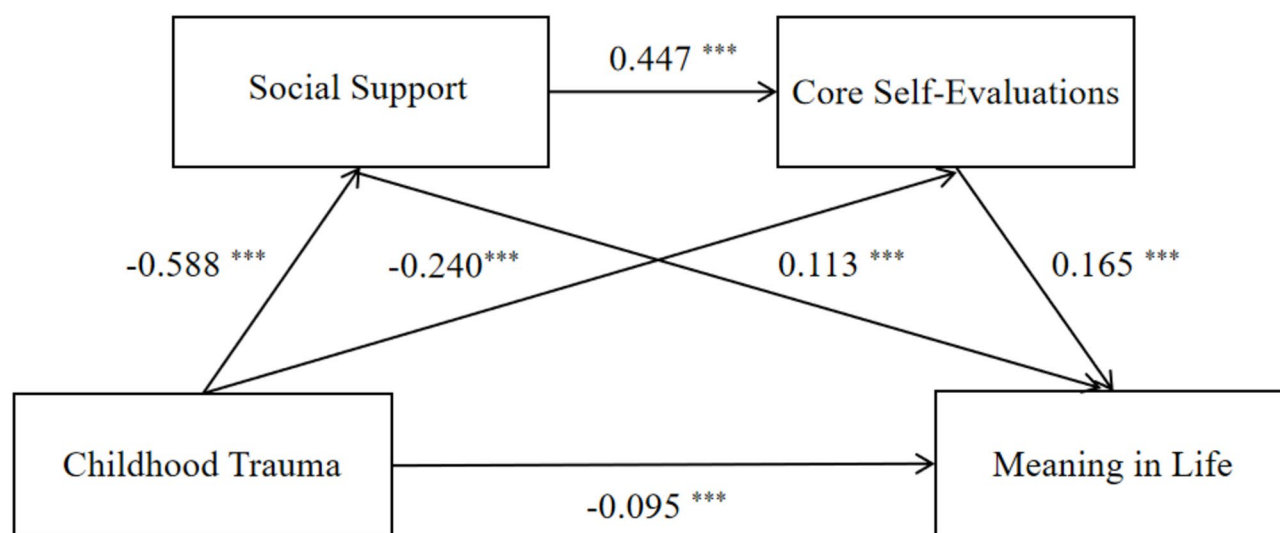 0.447 ***
Social Support
Core Self-Evaluations
-0.588 ***
-0.240***
0.113 ***
0.165 ***
Childhood Trauma
Meaning in Life
-0.095 ***